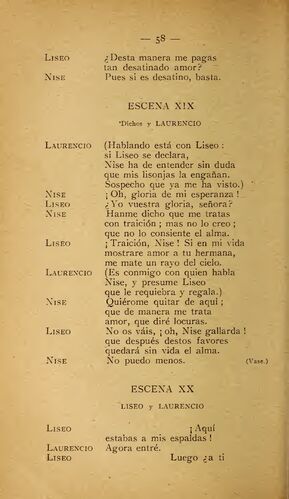 — 58 —
LISEO ¿Desta manera me pagas
tan desatinado amor?
NISE Pues si es desatino, basta.
ESCENA XIX
Dichos y LAURENCIO
LAURENCIO (Hablando está con Liseo:
si Liseo se declara,
Nise ha de entender sin duda
que mis lisonjas la engañan.
Sospecho que ya me ha visto.)
NISE ¡Oh, gloria de mi esperanza!
LISEO ¿Yo vuestra gloria, señora?
NISE Hanme dicho que me tratas
con traición; mas no lo creo;
que no lo consiente el alma.
LISEO ¡Traición, Nise! Si en mi vida
mostrare amor a tu hermana,
me mate un rayo del cielo.
LAURENCIO (Es conmigo con quien habla
Nise, y presume Liseo
que le requiebra y regala.)
NISE Quiérome quitar de aquí;
que de manera me trata
amor, que diré locuras.
LISEO No os váis, ¡oh, Nise gallarda!
que después destos favores
quedará sin vida el alma.
NISE No puedo menos. (Vase.)
ESCENA XX
LISEO y LAURENCIO
LISEO ¡Aquí
estabas a mis espaldas!
LAURENCIO Agora entré.
LISEO Luego ¿a ti